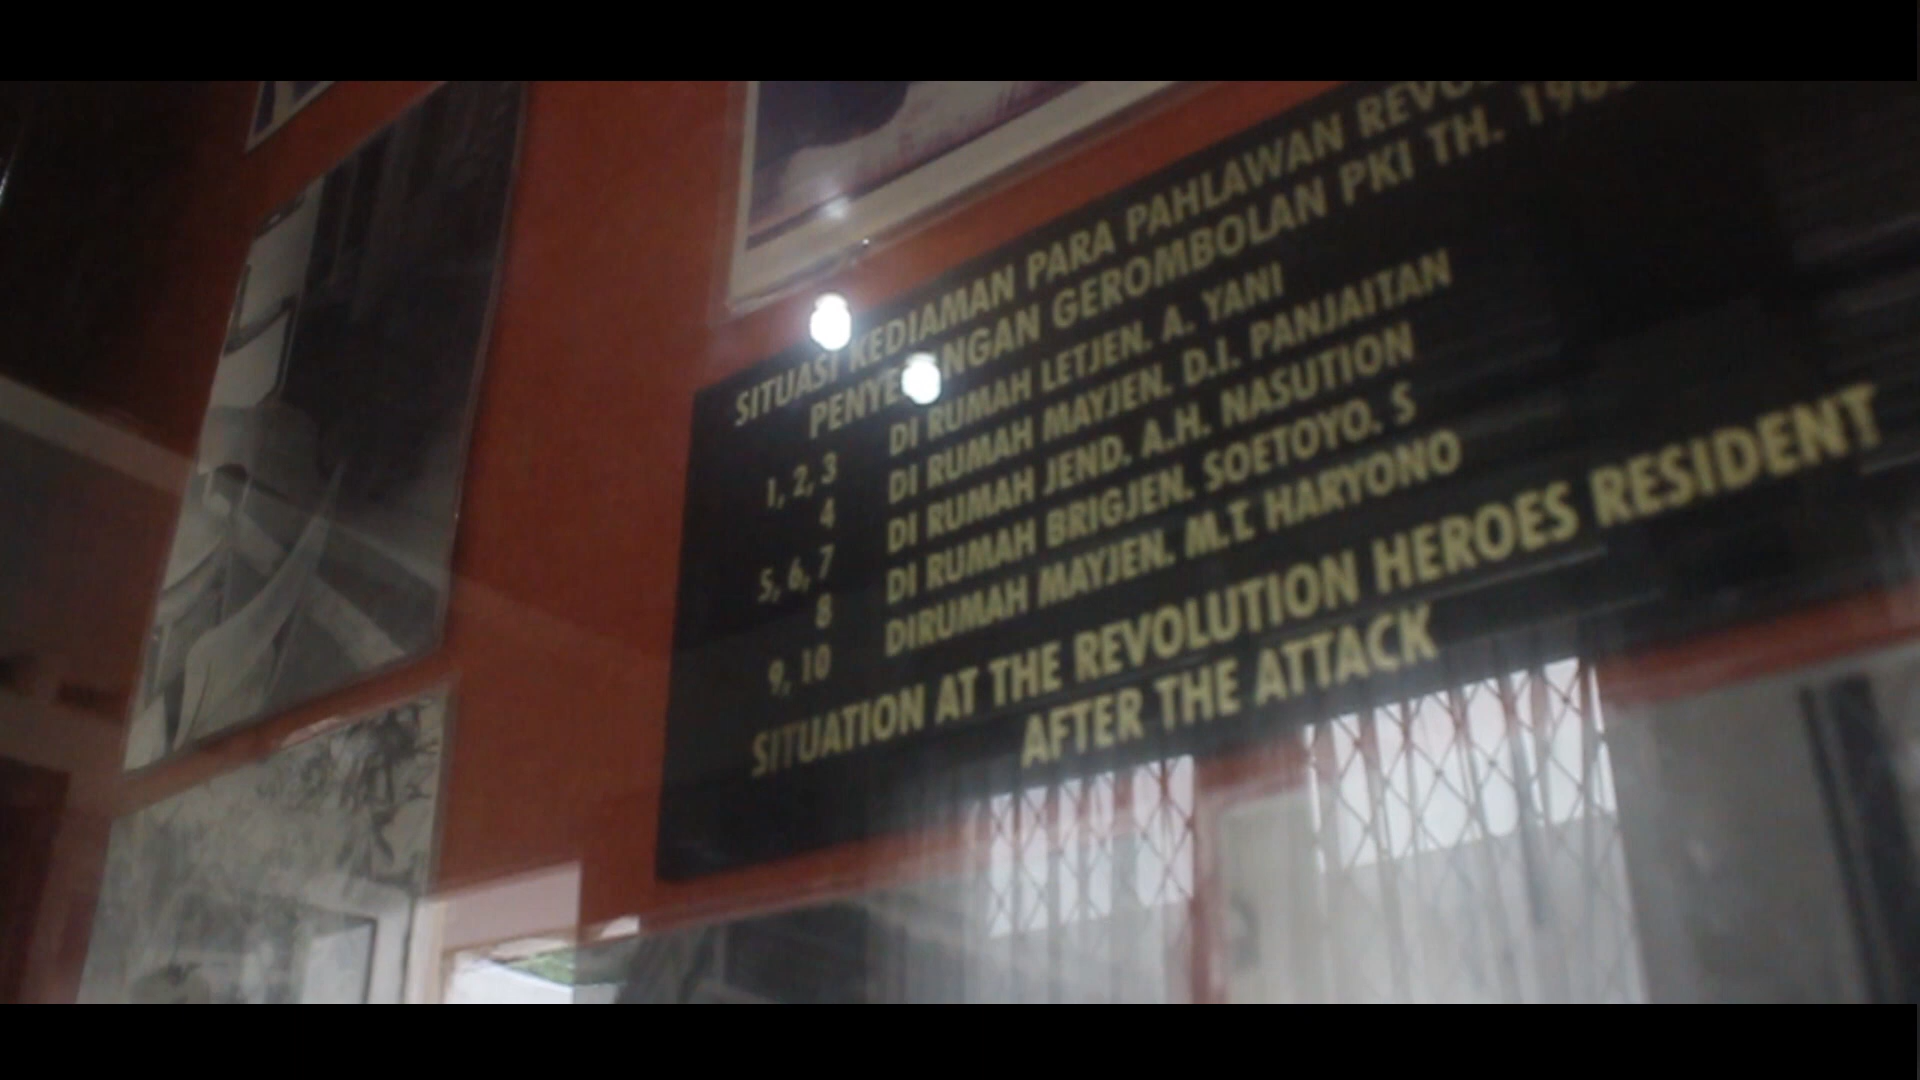 SITUASI KEDIAMAN PARA PAHLAWAN
PENYERANGAN GEROMBOLAN PKI TH.
1, 2, 3 DI RUMAH LETJEN. A. YANI
4 DI RUMAH MAYJEN. D.I. PANJAITAN
5, 6, 7 DI RUMAH JEND. A.H. NASUTION
8 DI RUMAH BRIGJEN. SOETOYO. S
9, 10 DIRUMAH MAYJEN. M.T. HARYONO
SITUATION AT THE REVOLUTION HEROES RESIDENT
AFTER THE ATTACK